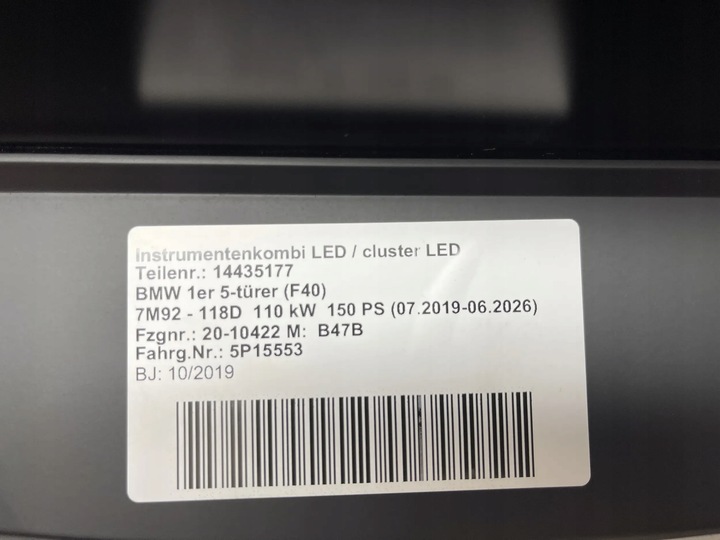 Instrumentenkombi LED / cluster LED
Teilenr.: 14435177
BMW 1er 5-türer (F40)
7M92 - 118D 110 kW 150 PS (07.2019-06.2026)
Fzgnr.: 20-10422 M: B47B
Fahrg.Nr.: 5P15553
BJ: 10/2019